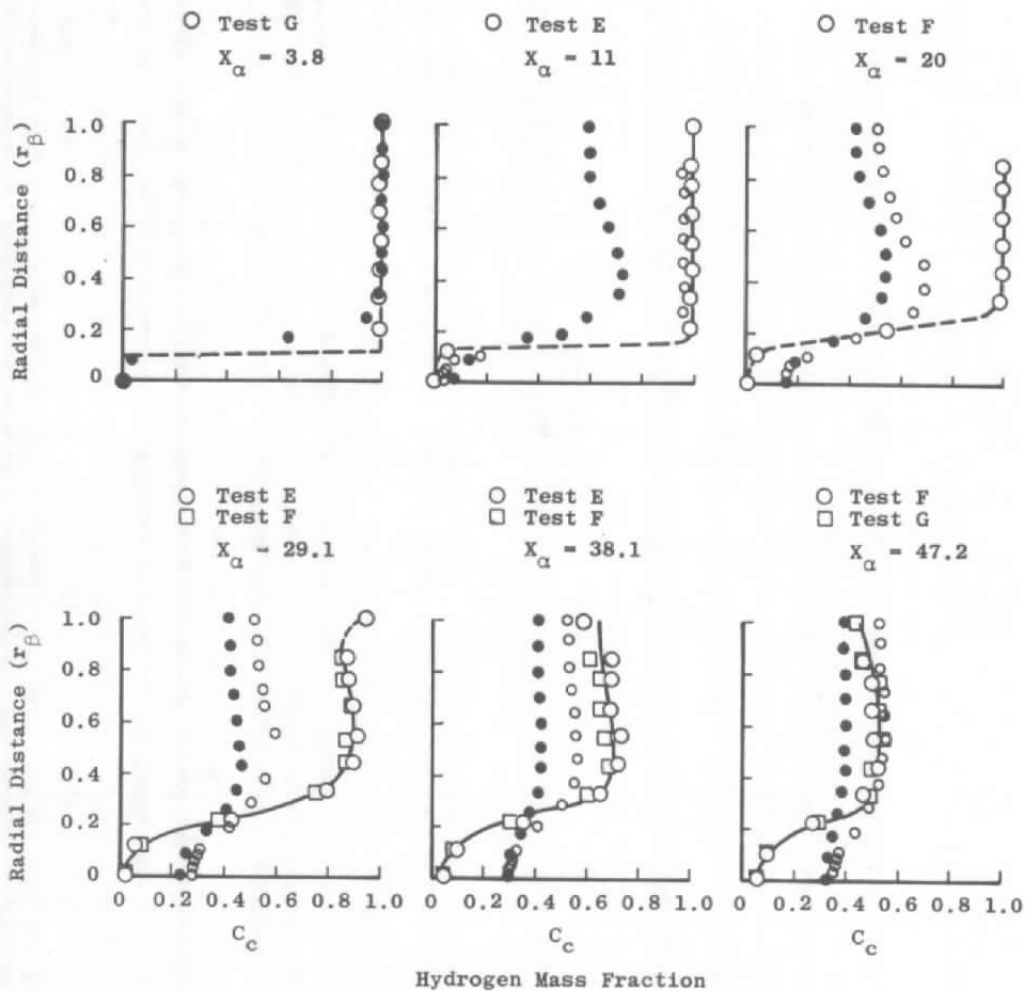 ○ Test G
X_α - 3.8
○ Test E
X_α - 11
○ Test F
X_α = 20
Radial Distance (r_β)
1.0
0.8
0.6
0.4
0.2
0
○ Test E
□ Test F
X_α - 29.1
○ Test E
□ Test F
X_α = 38.1
○ Test F
□ Test G
X_α = 47.2
Radial Distance (r_β)
1.0
0.8
0.6
0.4
0.2
0
0 0.2 0.4 0.6 0.8 1.0
0 0.2 0.4 0.6 0.8 1.0
0 0.2 0.4 0.6 0.8 1.0
C_c
C_c
C_c
Hydrogen Mass Fraction